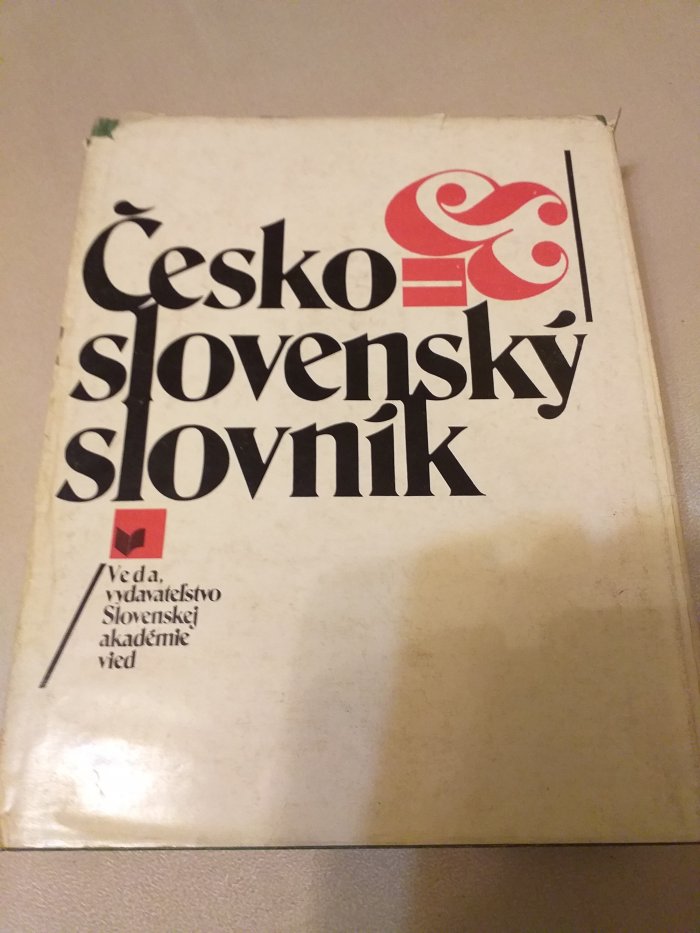 Česko
slovenský
slovník
Veda,
vydavateľstvo
Slovenskej
akadémie
vied